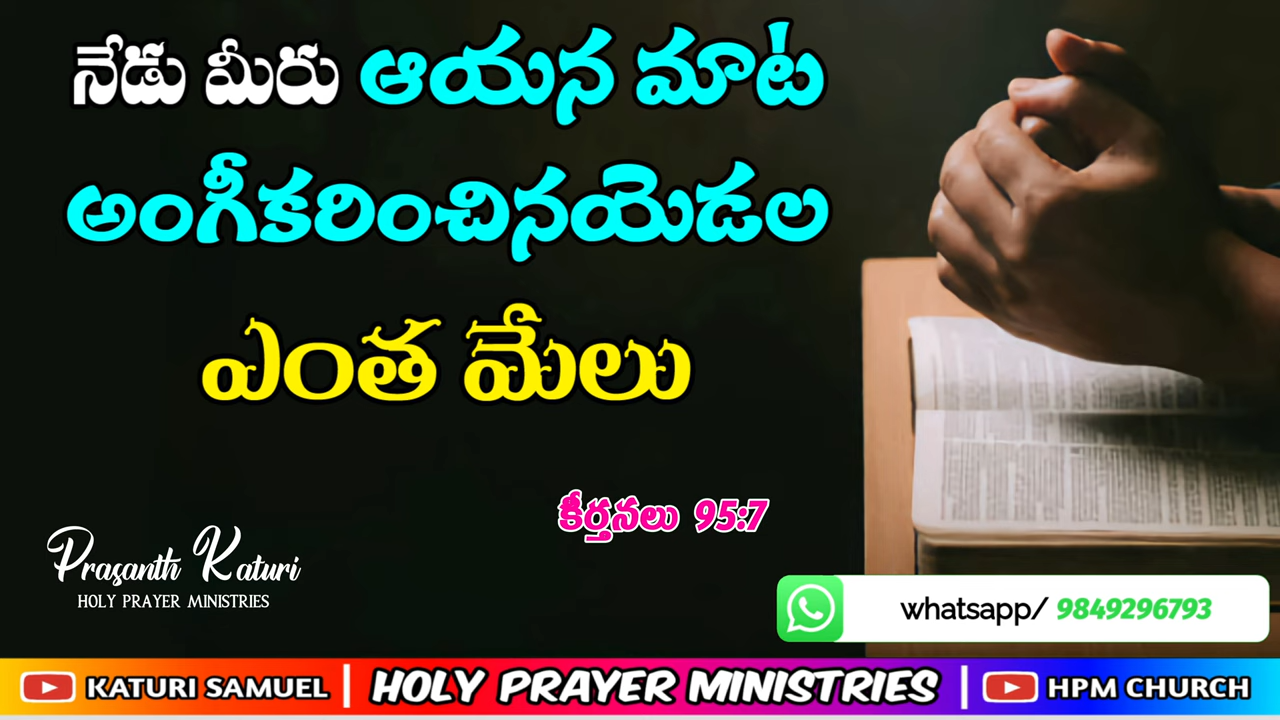 నేడు మీరు ఆయన మాట
అంగీకరించినయెడల
ఎంత మేలు
కీర్తనలు 95:7
Prasanth Katuri
HOLY PRAYER MINISTRIES
whatsapp/ 9849296793
KATURI SAMUEL | HOLY PRAYER MINISTRIES | HPM CHURCH